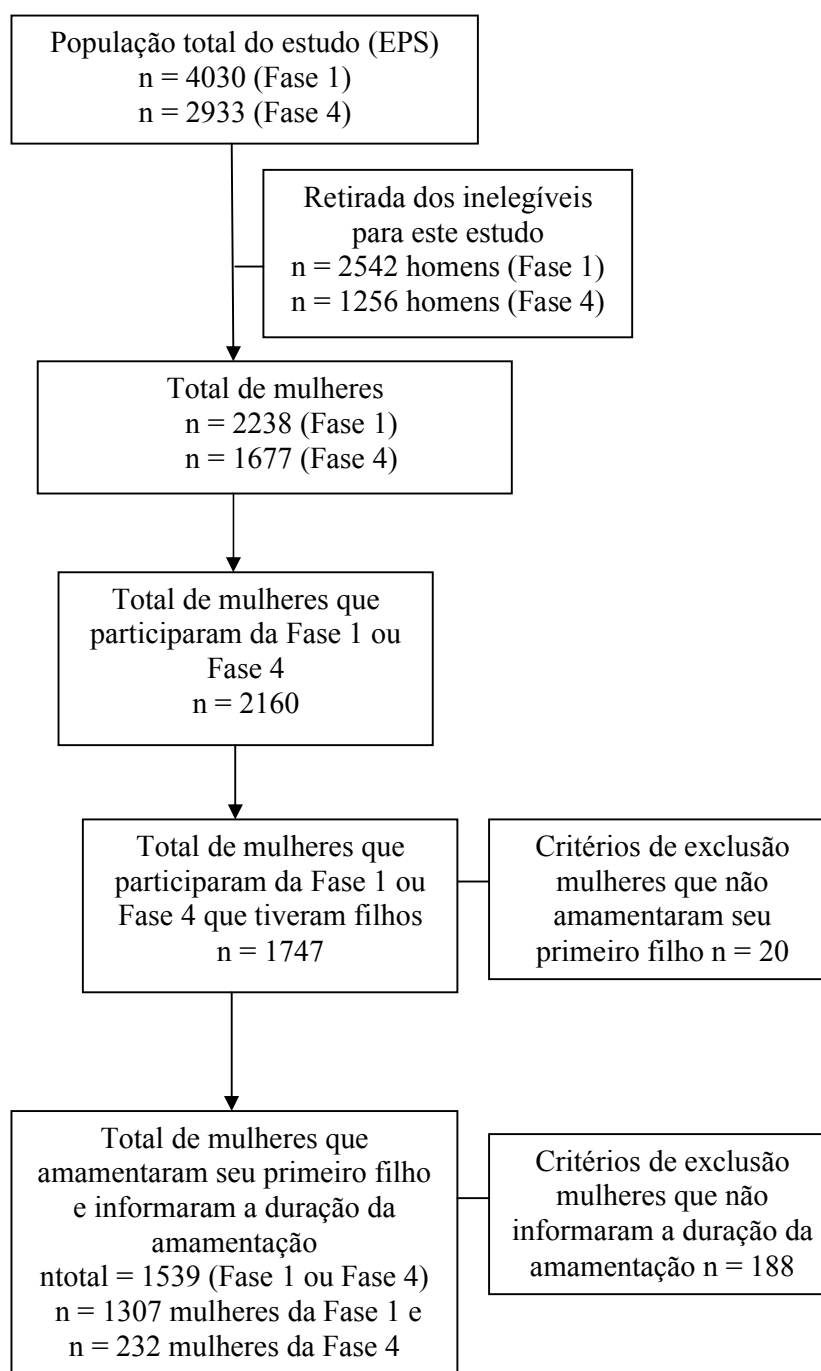 População total do estudo (EPS)
n = 4030 (Fase 1)
n = 2933 (Fase 4)
Retirada dos inelegíveis
para este estudo
n = 2542 homens (Fase 1)
n = 1256 homens (Fase 4)
Total de mulheres
n = 2238 (Fase 1)
n = 1677 (Fase 4)
Total de mulheres que
participaram da Fase 1 ou
Fase 4
n = 2160
Total de mulheres que
participaram da Fase 1 ou
Fase 4 que tiveram filhos
n = 1747
Critérios de exclusão
mulheres que não
amamentaram seu
primeiro filho n = 20
Total de mulheres que
amamentaram seu primeiro filho
e informaram a duração da
amamentação
ntotal = 1539 (Fase 1 ou Fase 4)
n = 1307 mulheres da Fase 1 e
n = 232 mulheres da Fase 4
Critérios de exclusão
mulheres que não
informaram a duração da
amamentação n = 188